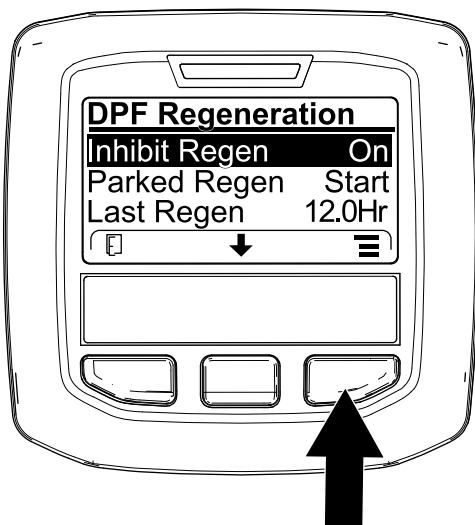 DPF Regeneration
Inhibit Regen On
Parked Regen Start
Last Regen 12.0Hr